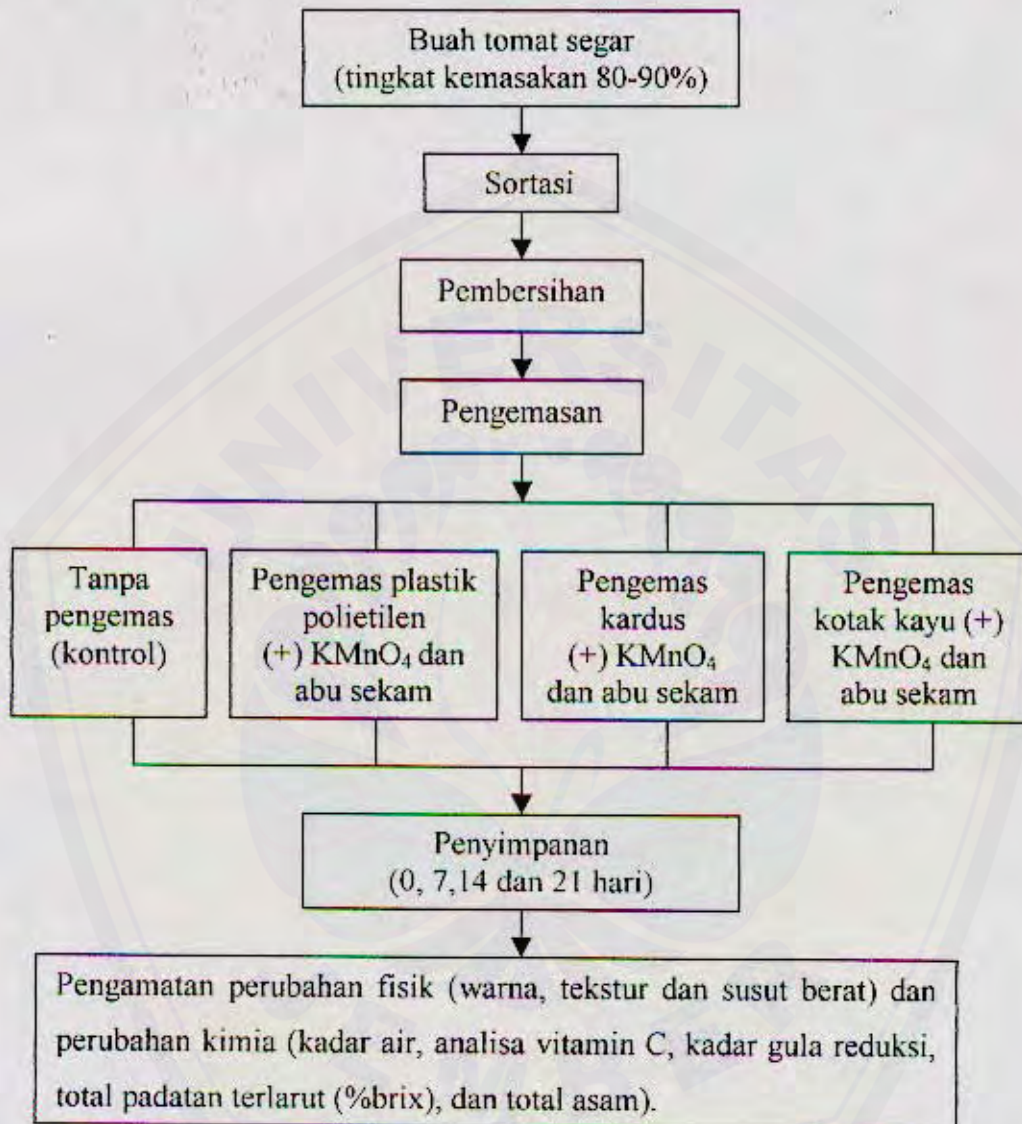 Buah tomat segar
(tingkat kemasakan 80-90%)
Sortasi
Pembersihan
Pengemasan
Tanpa
pengemas
(kontrol)
Pengemas plastik
polietilen
(+) KMnO₄ dan
abu sekam
Pengemas
kardus
(+) KMnO₄
dan abu sekam
Pengemas
kotak kayu (+)
KMnO₄ dan
abu sekam
Penyimpanan
(0, 7,14 dan 21 hari)
Pengamatan perubahan fisik (warna, tekstur dan susut berat) dan
perubahan kimia (kadar air, analisa vitamin C, kadar gula reduksi,
total padatan terlarut (%brix), dan total asam).
UNIVERSITAS
JEMBER